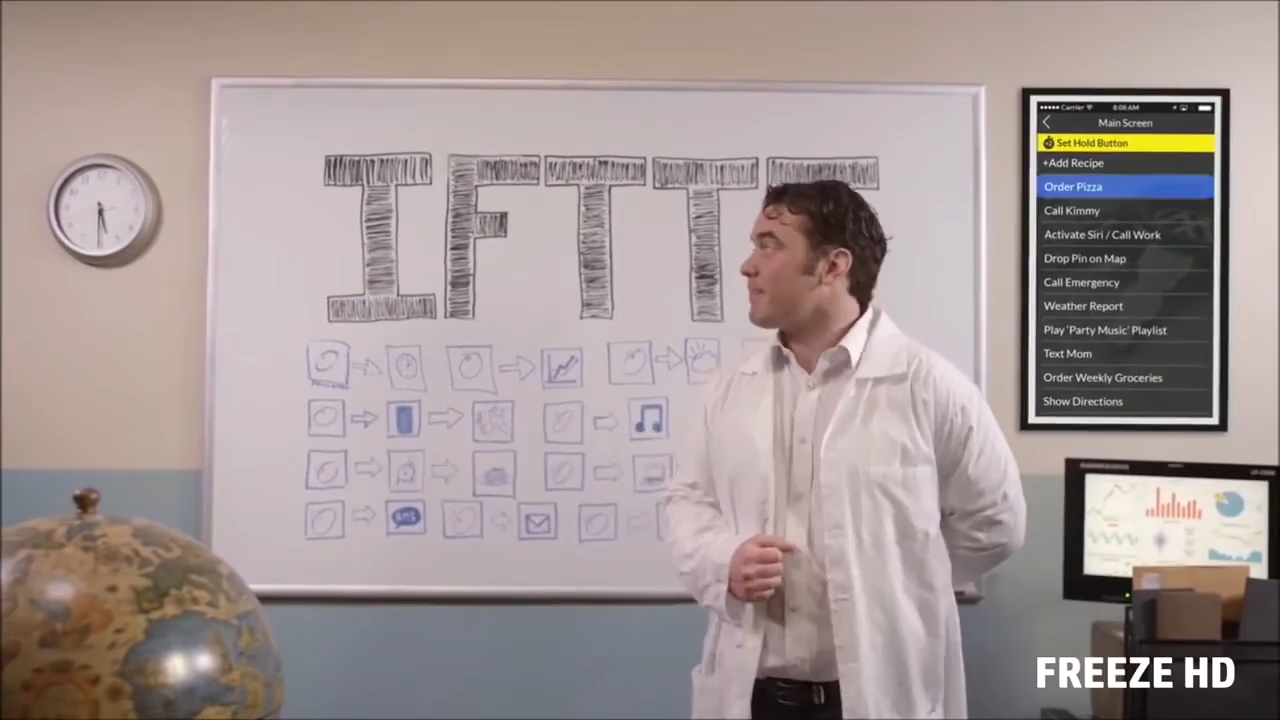 IFTTT
SMS
Carrier 8:08 AM
Main Screen
Set Hold Button
+Add Recipe
Order Pizza
Call Kimmy
Activate Siri / Call Work
Drop Pin on Map
Call Emergency
Weather Report
Play 'Party Music' Playlist
Text Mom
Order Weekly Groceries
Show Directions
FREEZE HD